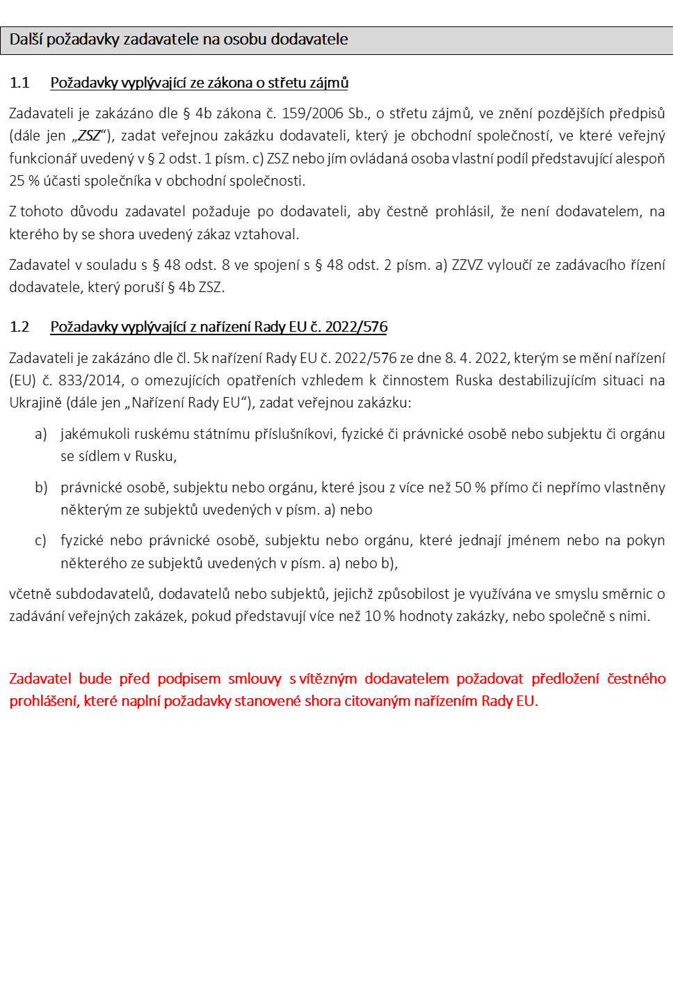 Další požadavky zadavatele na osobu dodavatele
1.1 Požadavky vyplývající ze zákona o střetu zájmů
Zadavateli je zakázáno dle § 4b zákona č. 159/2006 Sb., o střetu zájmů, ve znění pozdějších předpisů
(dále jen „ZSZ“), zadat veřejnou zakázku dodavateli, který je obchodní společností, ve které veřejný
funkcionář uvedený v § 2 odst. 1 písm. c) ZSZ nebo jím ovládaná osoba vlastní podíl představující alespoň
25 % účasti společníka v obchodní společnosti.
Z tohoto důvodu zadavatel požaduje po dodavateli, aby čestně prohlásil, že není dodavatelem, na
kterého by se shora uvedený zákaz vztahoval.
Zadavatel v souladu s § 48 odst. 8 ve spojení s § 48 odst. 2 písm. a) ZZVZ vyloučí ze zadávacího řízení
dodavatele, který poruší § 4b ZSZ.
1.2 Požadavky vyplývající z nařízení Rady EU č. 2022/576
Zadavateli je zakázáno dle čl. 5k nařízení Rady EU č. 2022/576 ze dne 8. 4. 2022, kterým se mění nařízení
(EU) č. 833/2014, o omezujících opatřeních vzhledem k činnostem Ruska destabilizujícím situaci na
Ukrajině (dále jen „Nařízení Rady EU“), zadat veřejnou zakázku:
a) jakémukoli ruskému státnímu příslušníkovi, fyzické či právnické osobě nebo subjektu či orgánu
se sídlem v Rusku,
b) právnické osobě, subjektu nebo orgánu, které jsou z více než 50 % přímo či nepřímo vlastněny
některým ze subjektů uvedených v písm. a) nebo
c) fyzické nebo právnické osobě, subjektu nebo orgánu, které jednají jménem nebo na pokyn
některého ze subjektů uvedených v písm. a) nebo b),
včetně subdodavatelů, dodavatelů nebo subjektů, jejichž způsobilost je využívána ve smyslu směrnic o
zadávání veřejných zakázek, pokud představují více než 10 % hodnoty zakázky, nebo společně s nimi.
Zadavatel bude před podpisem smlouvy s vítězným dodavatelem požadovat předložení čestného
prohlášení, které naplní požadavky stanovené shora citovaným nařízením Rady EU.